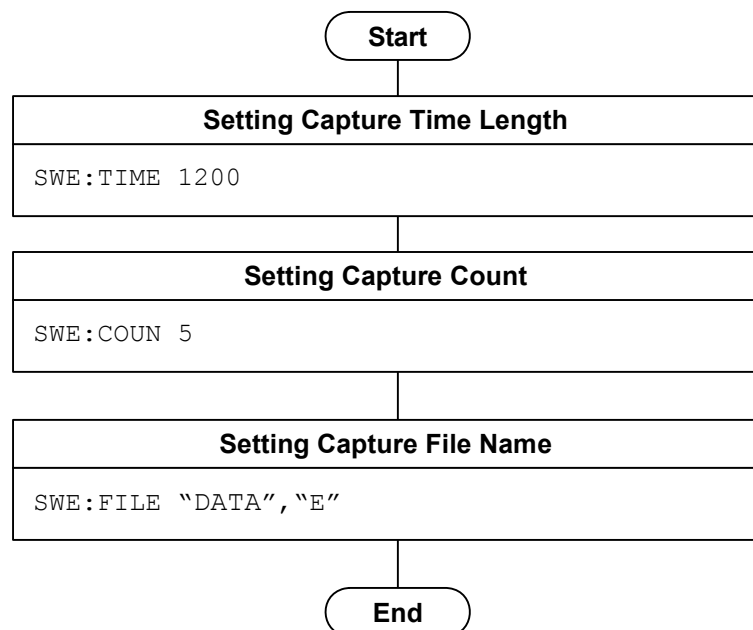 Start
Setting Capture Time Length
SWE:TIME 1200
Setting Capture Count
SWE:COUN 5
Setting Capture File Name
SWE:FILE “DATA”,“E”
End